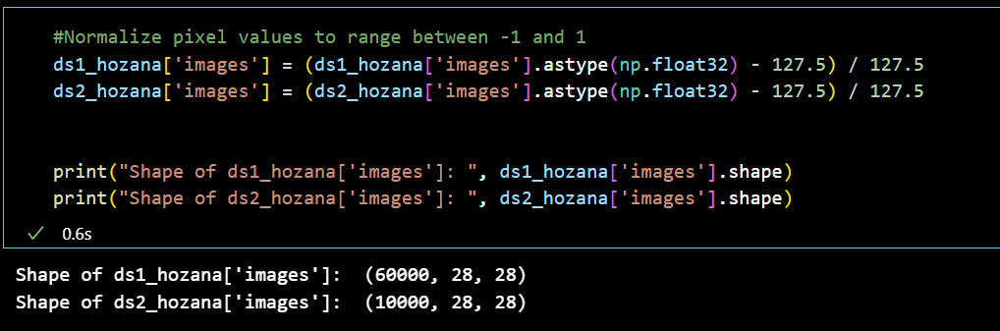 #Normalize pixel values to range between -1 and 1
ds1_hozana['images'] = (ds1_hozana['images'].astype(np.float32) - 127.5) / 127.5
ds2_hozana['images'] = (ds2_hozana['images'].astype(np.float32) - 127.5) / 127.5
print("Shape of ds1_hozana['images']: ", ds1_hozana['images'].shape)
print("Shape of ds2_hozana['images']: ", ds2_hozana['images'].shape)
0.6s
Shape of ds1_hozana['images']:  (60000, 28, 28)
Shape of ds2_hozana['images']:  (10000, 28, 28)